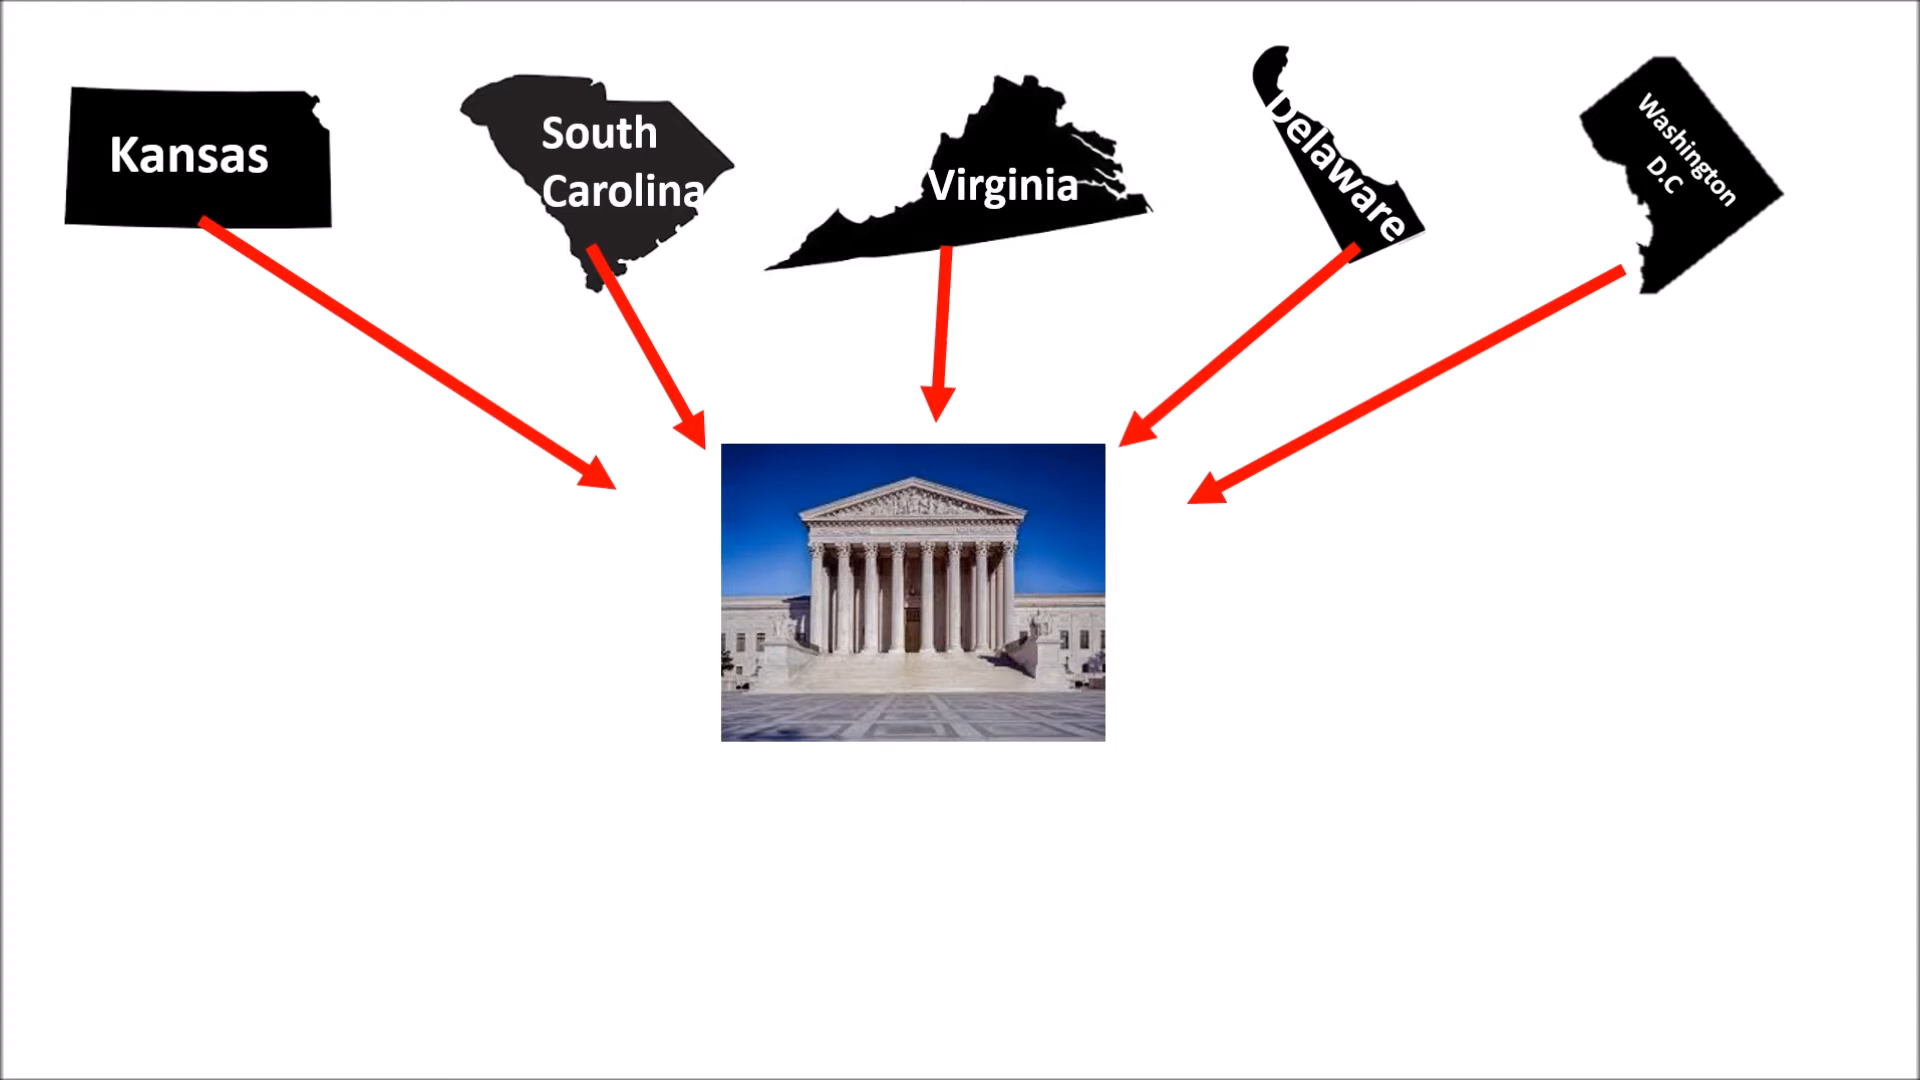 Kansas
South
Carolina
Virginia
Delaware
Washington
D.C